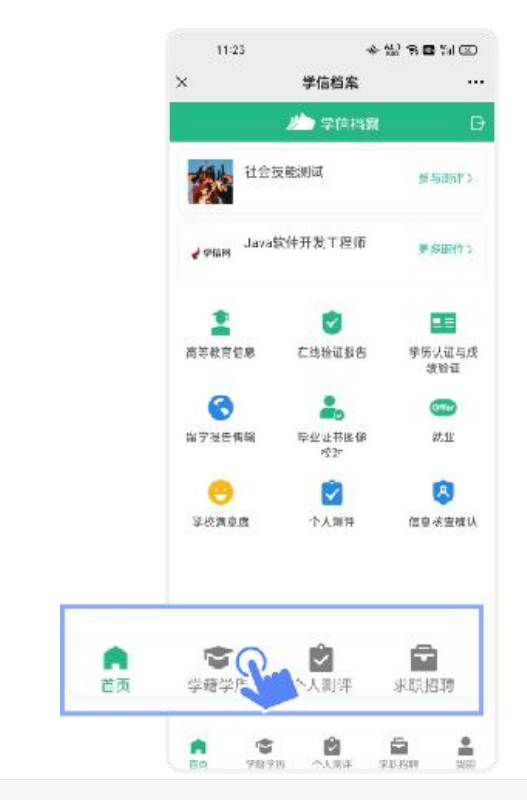 11:23
学信档案
学信档案
社会技能测试
参与测评 >
学信网
Java软件开发工程师
更多职位 >
高等教育信息
在线验证报告
学历认证与成
绩验证
留学报告传输
毕业证书图像
校对
Offer
就业
学校满意度
个人测评
信息核查确认
首页
学籍学历
个人测评
求职招聘
首页
学籍学历
个人测评
求职招聘